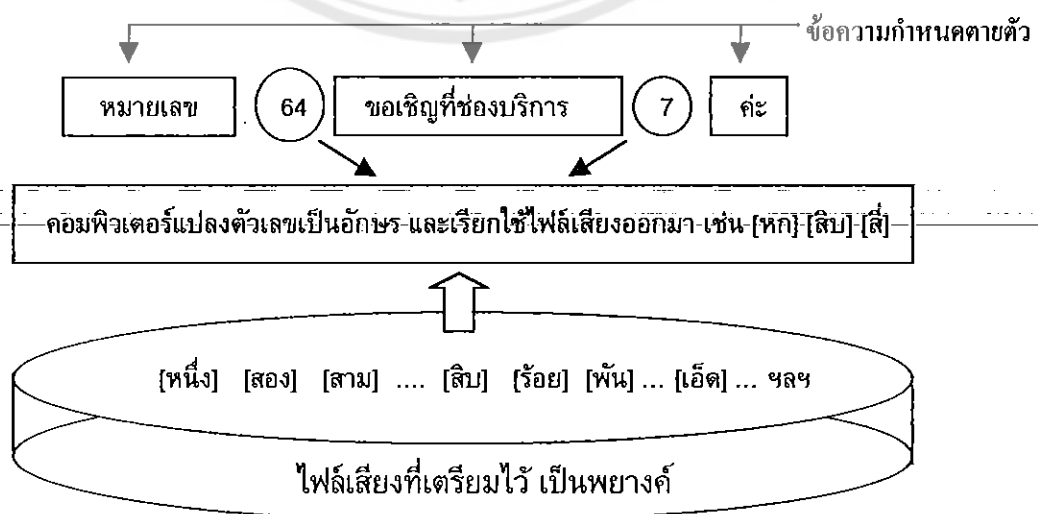 ข้อความกำหนดตายตัว
หมายเลข 64 ขอเชิญที่ช่องบริการ 7 ค่ะ
คอมพิวเตอร์แปลงตัวเลขเป็นอักษร และเรียกใช้ไฟล์เสียงออกมา เช่น [หก] [สิบ] [สี่]
[หนึ่ง] [สอง] [สาม] .... [สิบ] [ร้อย] [พัน] ... [เอ็ด] ... ฯลฯ
ไฟล์เสียงที่เตรียมไว้ เป็นพยางค์